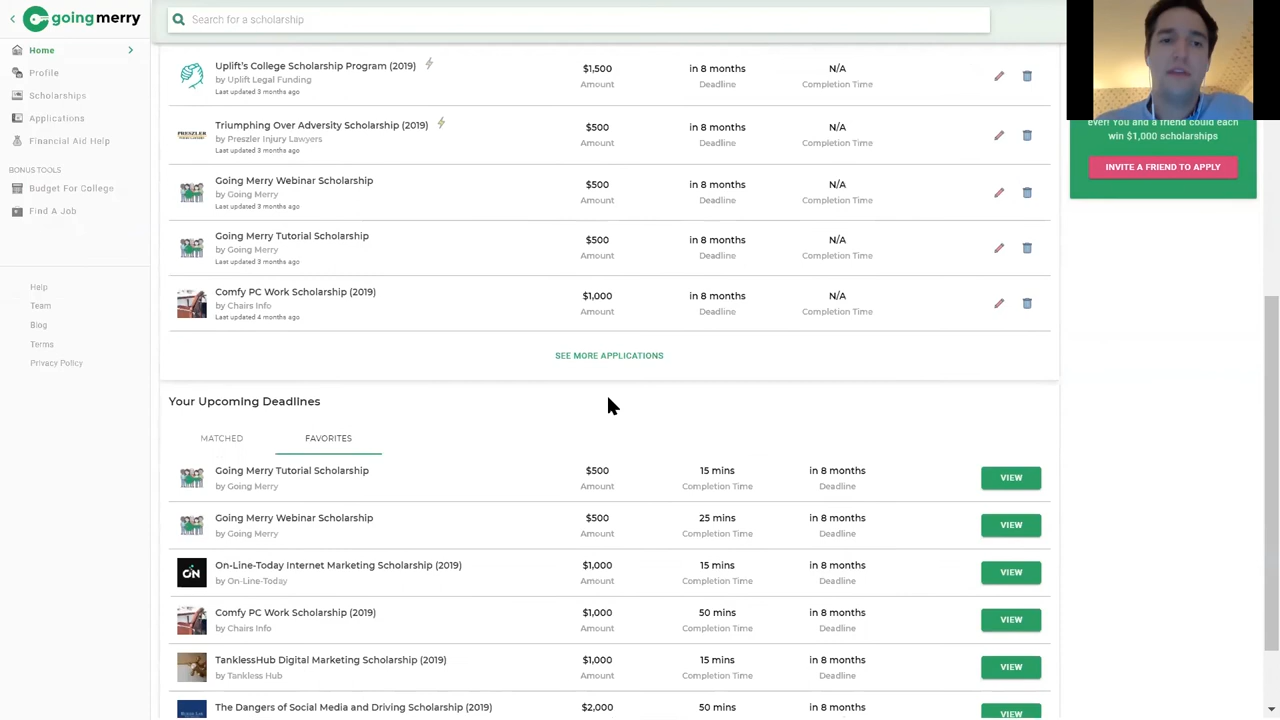 going merry
Search for a scholarship
Home
Profile
Scholarships
Applications
Financial Aid Help
BONUS TOOLS
Budget For College
Find A Job
Help
Team
Blog
Terms
Privacy Policy
Uplift's College Scholarship Program (2019)
by Uplift Legal Funding
Last updated 3 months ago
$1,500
Amount
in 8 months
Deadline
N/A
Completion Time
PRESZLER
Triumphing Over Adversity Scholarship (2019)
by Preszler Injury Lawyers
Last updated 3 months ago
$500
Amount
in 8 months
Deadline
N/A
Completion Time
Going Merry Webinar Scholarship
by Going Merry
Last updated 3 months ago
$500
Amount
in 8 months
Deadline
N/A
Completion Time
Going Merry Tutorial Scholarship
by Going Merry
Last updated 3 months ago
$500
Amount
in 8 months
Deadline
N/A
Completion Time
Comfy PC Work Scholarship (2019)
by Chairs Info
Last updated 4 months ago
$1,000
Amount
in 8 months
Deadline
N/A
Completion Time
SEE MORE APPLICATIONS
Your Upcoming Deadlines
MATCHED
FAVORITES
Going Merry Tutorial Scholarship
by Going Merry
$500
Amount
15 mins
Completion Time
in 8 months
Deadline
VIEW
Going Merry Webinar Scholarship
by Going Merry
$500
Amount
25 mins
Completion Time
in 8 months
Deadline
VIEW
ON
On-Line-Today Internet Marketing Scholarship (2019)
by On-Line-Today
$1,000
Amount
15 mins
Completion Time
in 8 months
Deadline
VIEW
Comfy PC Work Scholarship (2019)
by Chairs Info
$1,000
Amount
50 mins
Completion Time
in 8 months
Deadline
VIEW
TanklessHub Digital Marketing Scholarship (2019)
by Tankless Hub
$1,000
Amount
15 mins
Completion Time
in 8 months
Deadline
VIEW
The Dangers of Social Media and Driving Scholarship (2019)
$2,000
50 mins
in 8 months
VIEW
ever! You and a friend could each
win $1,000 scholarships
INVITE A FRIEND TO APPLY